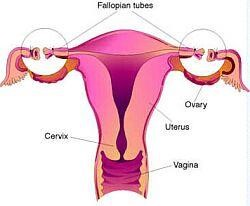 Fallopian tubes
Ovary
Uterus
Cervix
Vagina